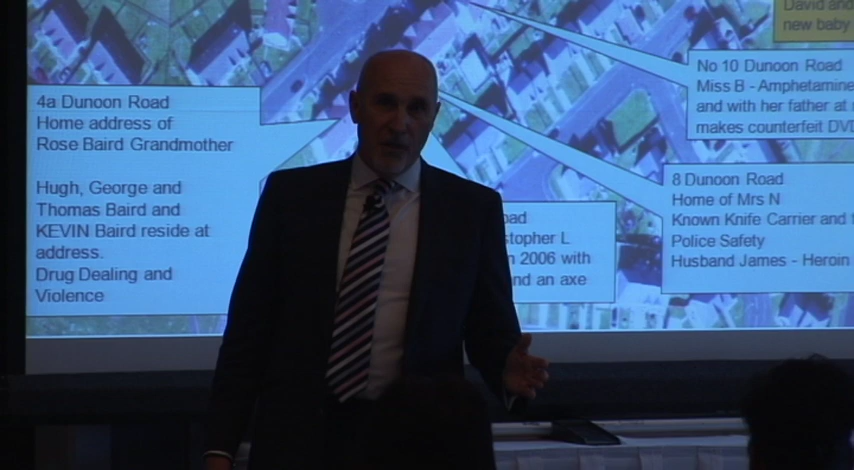 4a Dunoon Road
Home address of
Rose Baird Grandmother
Hugh, George and
Thomas Baird and
KEVIN Baird reside at
address.
Drug Dealing and
Violence
oad
stopher L
n 2006 with
nd an axe
David and
new baby
No 10 Dunoon Road
Miss B - Amphetamine
and with her father at
makes counterfeit DVD
8 Dunoon Road
Home of Mrs N
Known Knife Carrier and
Police Safety
Husband James - Heroin